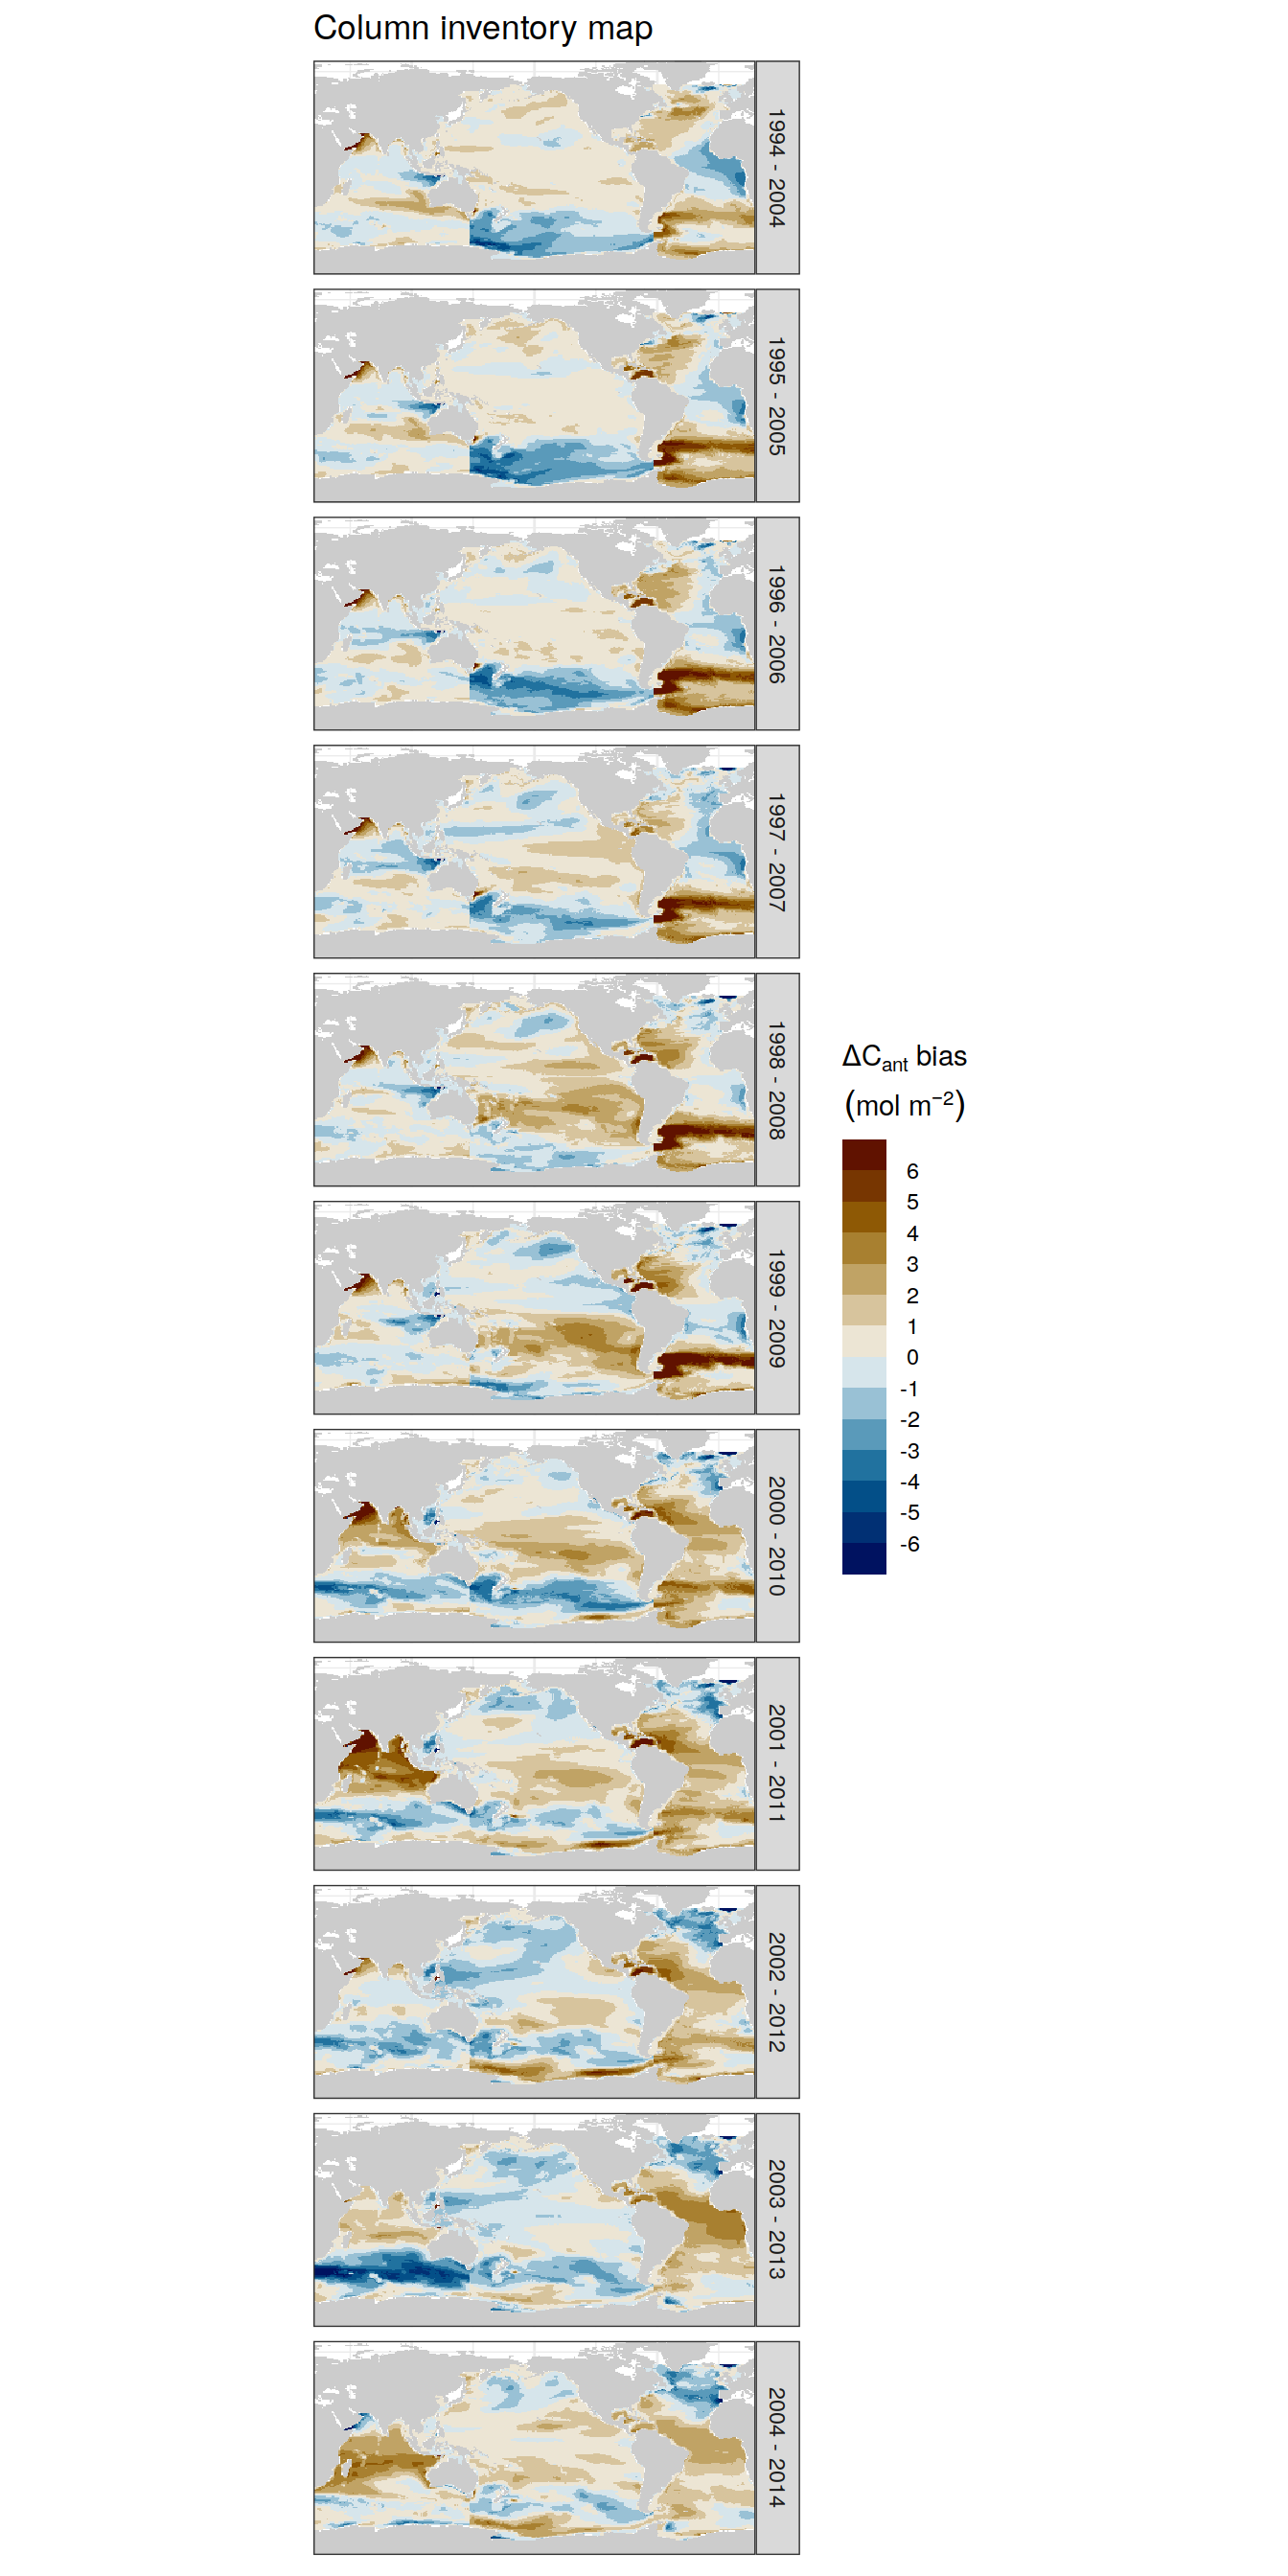 Column inventory map
1994 - 2004
1995 - 2005
1996 - 2006
1997 - 2007
1998 - 2008
1999 - 2009
2000 - 2010
2001 - 2011
2002 - 2012
2003 - 2013
2004 - 2014
ΔCant bias
(mol m⁻²)
6
5
4
3
2
1
0
-1
-2
-3
-4
-5
-6